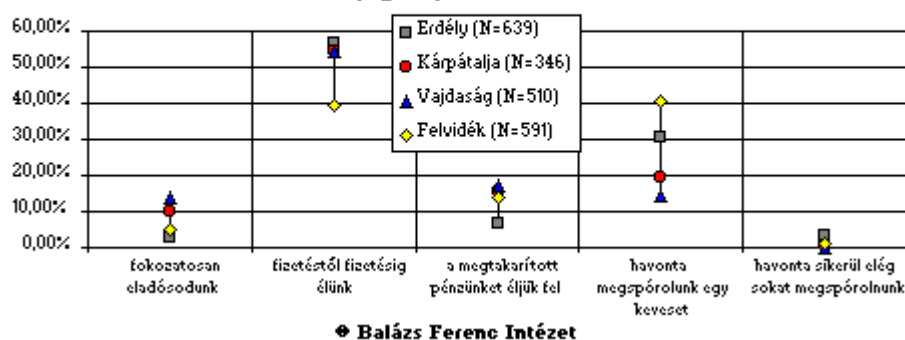 60,00%
50,00%
40,00%
30,00%
20,00%
10,00%
0,00%
Erdély (N=639)
Kárpátalja (N=346)
Vajdaság (N=510)
Felvidék (N=591)
fokozatosan
eladósodunk
fizetéstől fizetésig
élünk
a megtakarított
pénzünket éljük fel
havonta
megspórolunk egy
keveset
havonta sikerül elég
sokat megspórolnunk
Balázs Ferenc Intézet